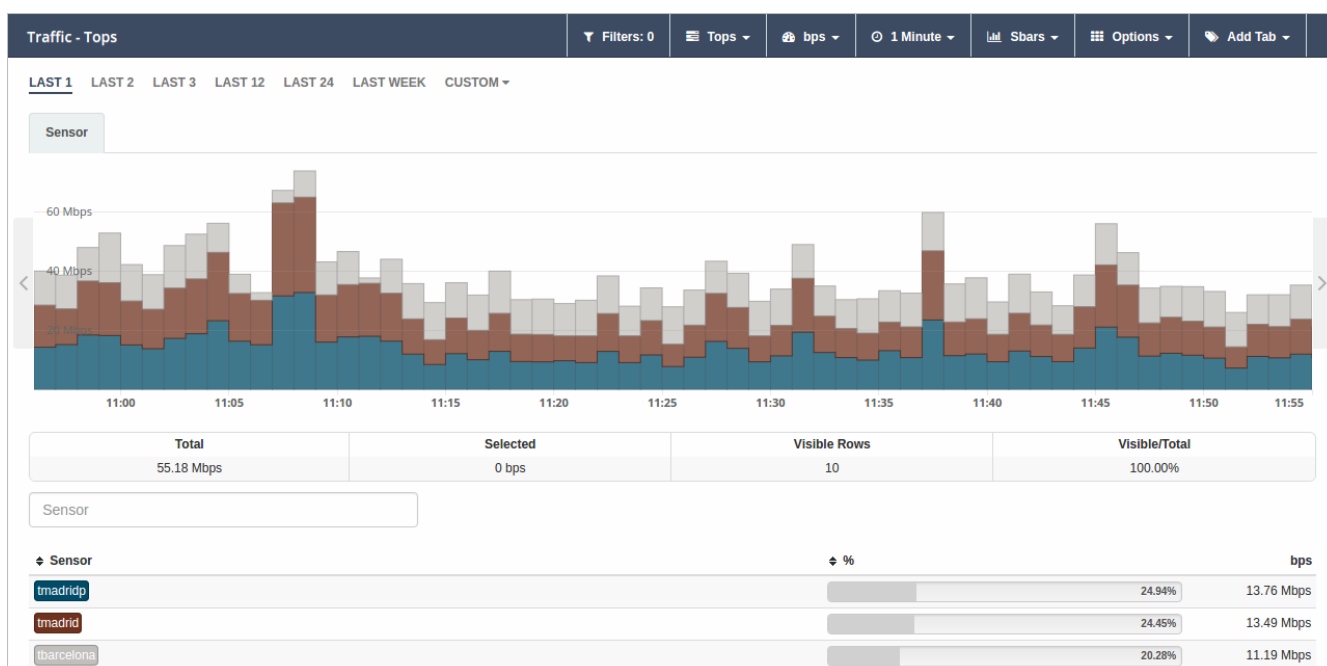 Traffic - Tops Filters: 0 Tops bps 1 Minute Sbars Options Add Tab
LAST 1 LAST 2 LAST 3 LAST 12 LAST 24 LAST WEEK CUSTOM
Sensor
60 Mbps
40 Mbps
20 Mbps
11:00 11:05 11:10 11:15 11:20 11:25 11:30 11:35 11:40 11:45 11:50 11:55
Total Selected Visible Rows Visible/Total
55.18 Mbps 0 bps 10 100.00%
Sensor
Sensor % bps
tmadridp 24.94% 13.76 Mbps
tmadrid 24.45% 13.49 Mbps
tbarcelona 20.28% 11.19 Mbps